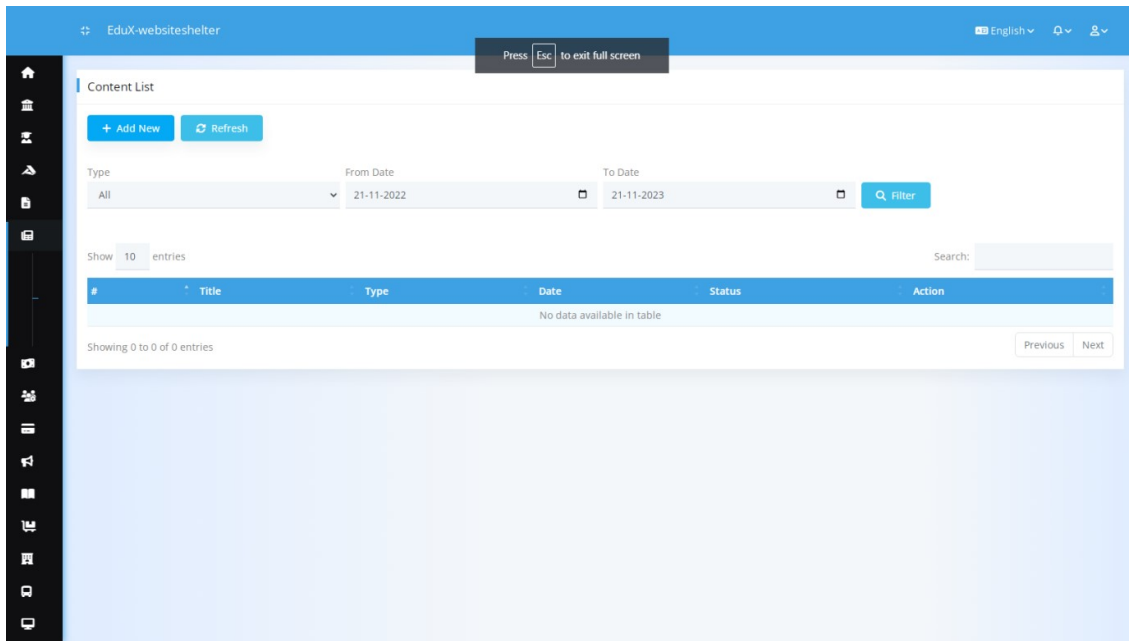 EduX-websiteshelter
English
Press Esc to exit full screen
Content List
+ Add New Refresh
Type From Date To Date
All 21-11-2022 21-11-2023 Filter
Show 10 entries Search:
# Title Type Date Status Action
No data available in table
Showing 0 to 0 of 0 entries Previous Next